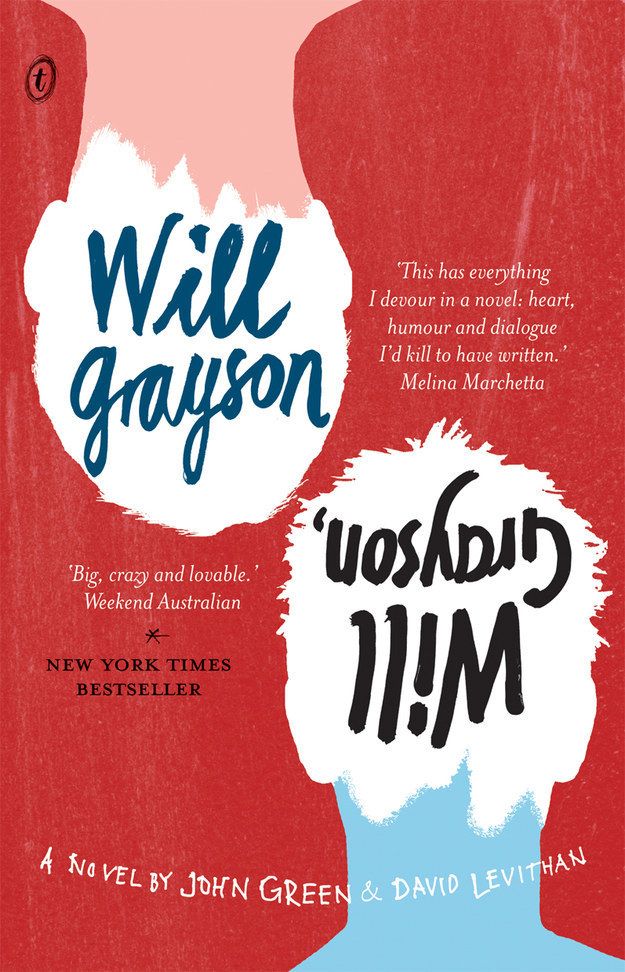 t
Will
grayson
‘This has everything
I devour in a novel: heart,
humour and dialogue
I’d kill to have written.’
Melina Marchetta
Will
Grayson,
‘Big, crazy and lovable.’
Weekend Australian
NEW YORK TIMES
BESTSELLER
A NOVEL BY JOHN GREEN & DAVID LEVITHAN